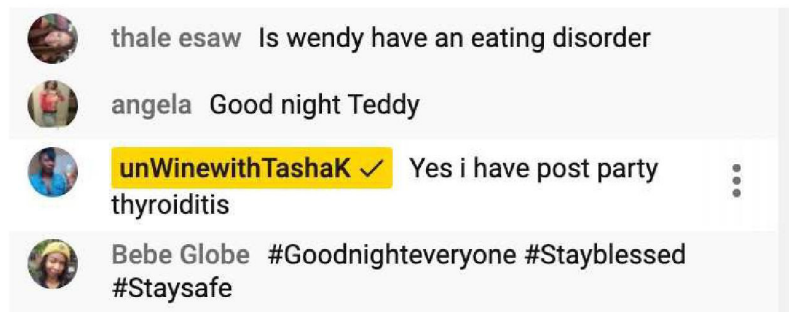 thale esaw Is wendy have an eating disorder
angela Good night Teddy
unWinewithTashaK ✓ Yes i have post party
thyroiditis
Bebe Globe #Goodnighteveryone #Stayblessed
#Staysafe